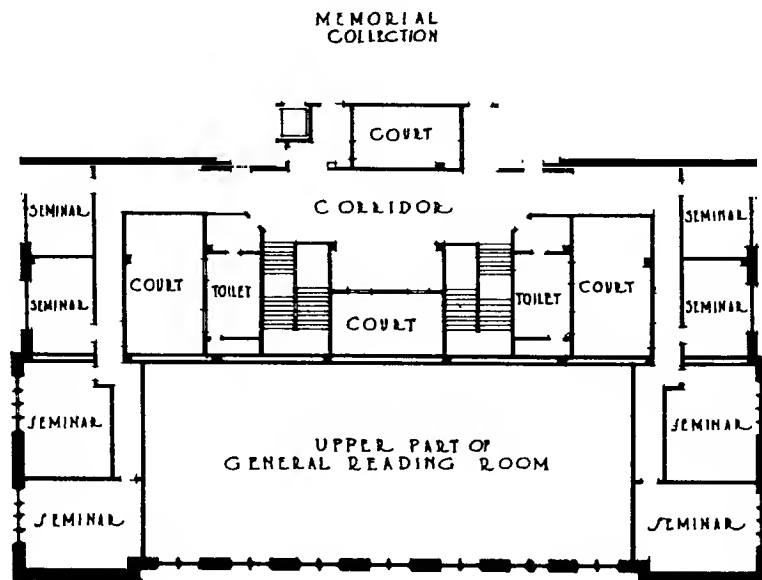 MEMORIAL
COLLECTION
COURT
SEMINAR
CORRIDOR
SEMINAR
SEMINAR
COURT
TOILET
COURT
TOILET
COURT
SEMINAR
SEMINAR
UPPER PART OF
GENERAL READING ROOM
SEMINAR
SEMINAR
SEMINAR